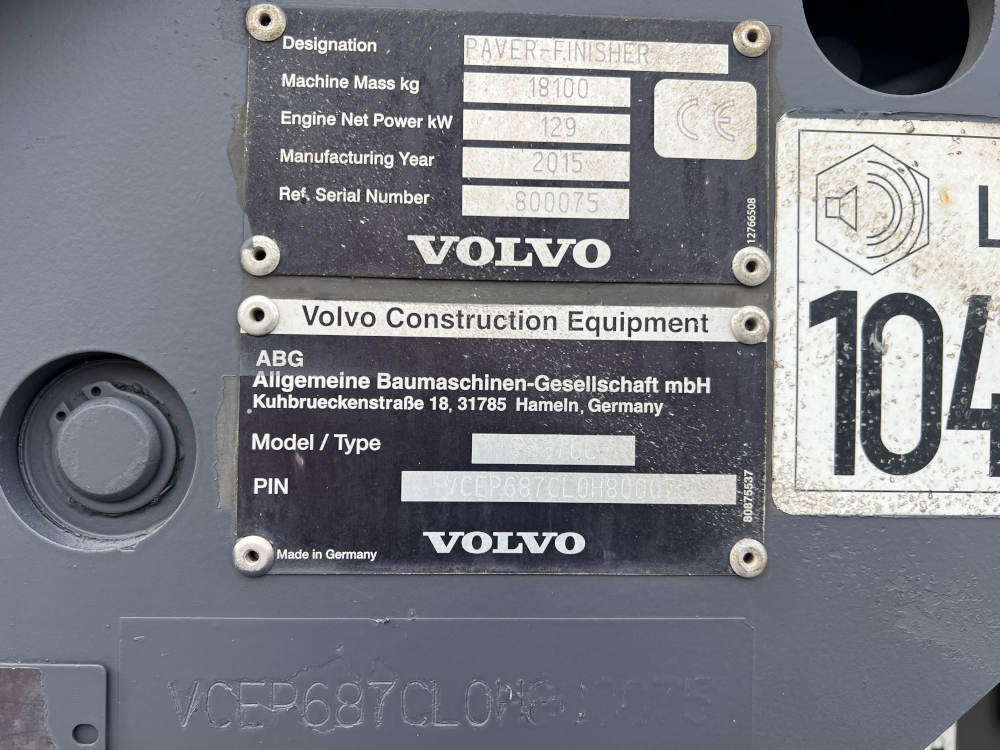 Designation PAVER-FINISHER
Machine Mass kg 18100
Engine Net Power kW 129
Manufacturing Year 2015
Ref. Serial Number 800075
CE
12766508
VOLVO
Volvo Construction Equipment
ABG
Allgemeine Baumaschinen-Gesellschaft mbH
Kuhbrueckenstraße 18, 31785 Hameln, Germany
Model / Type
PIN
80875537
VOLVO
Made in Germany
L
104